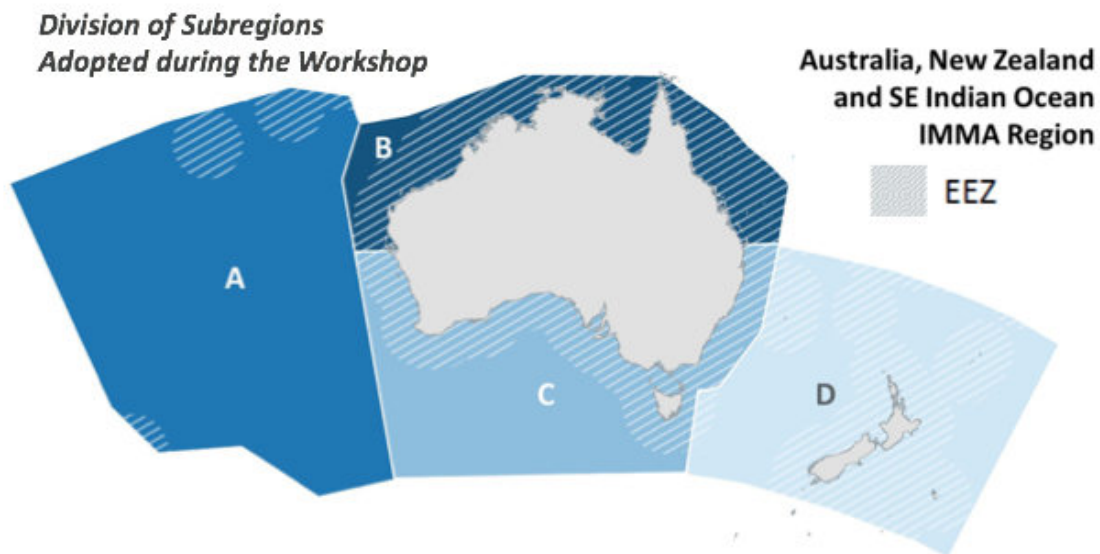 Division of Subregions
Adopted during the Workshop
Australia, New Zealand
and SE Indian Ocean
IMMA Region
EEZ
B
A
C
D